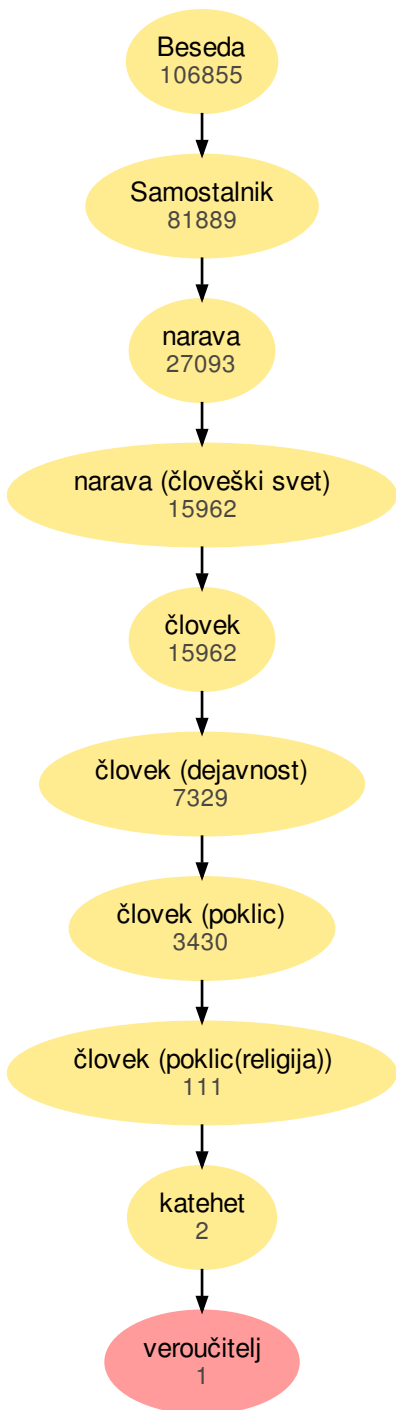 Beseda
106855
Samostalnik
81889
narava
27093
narava (človeški svet)
15962
človek
15962
človek (dejavnost)
7329
človek (poklic)
3430
človek (poklic(religija))
111
katehet
2
veroučitelj
1